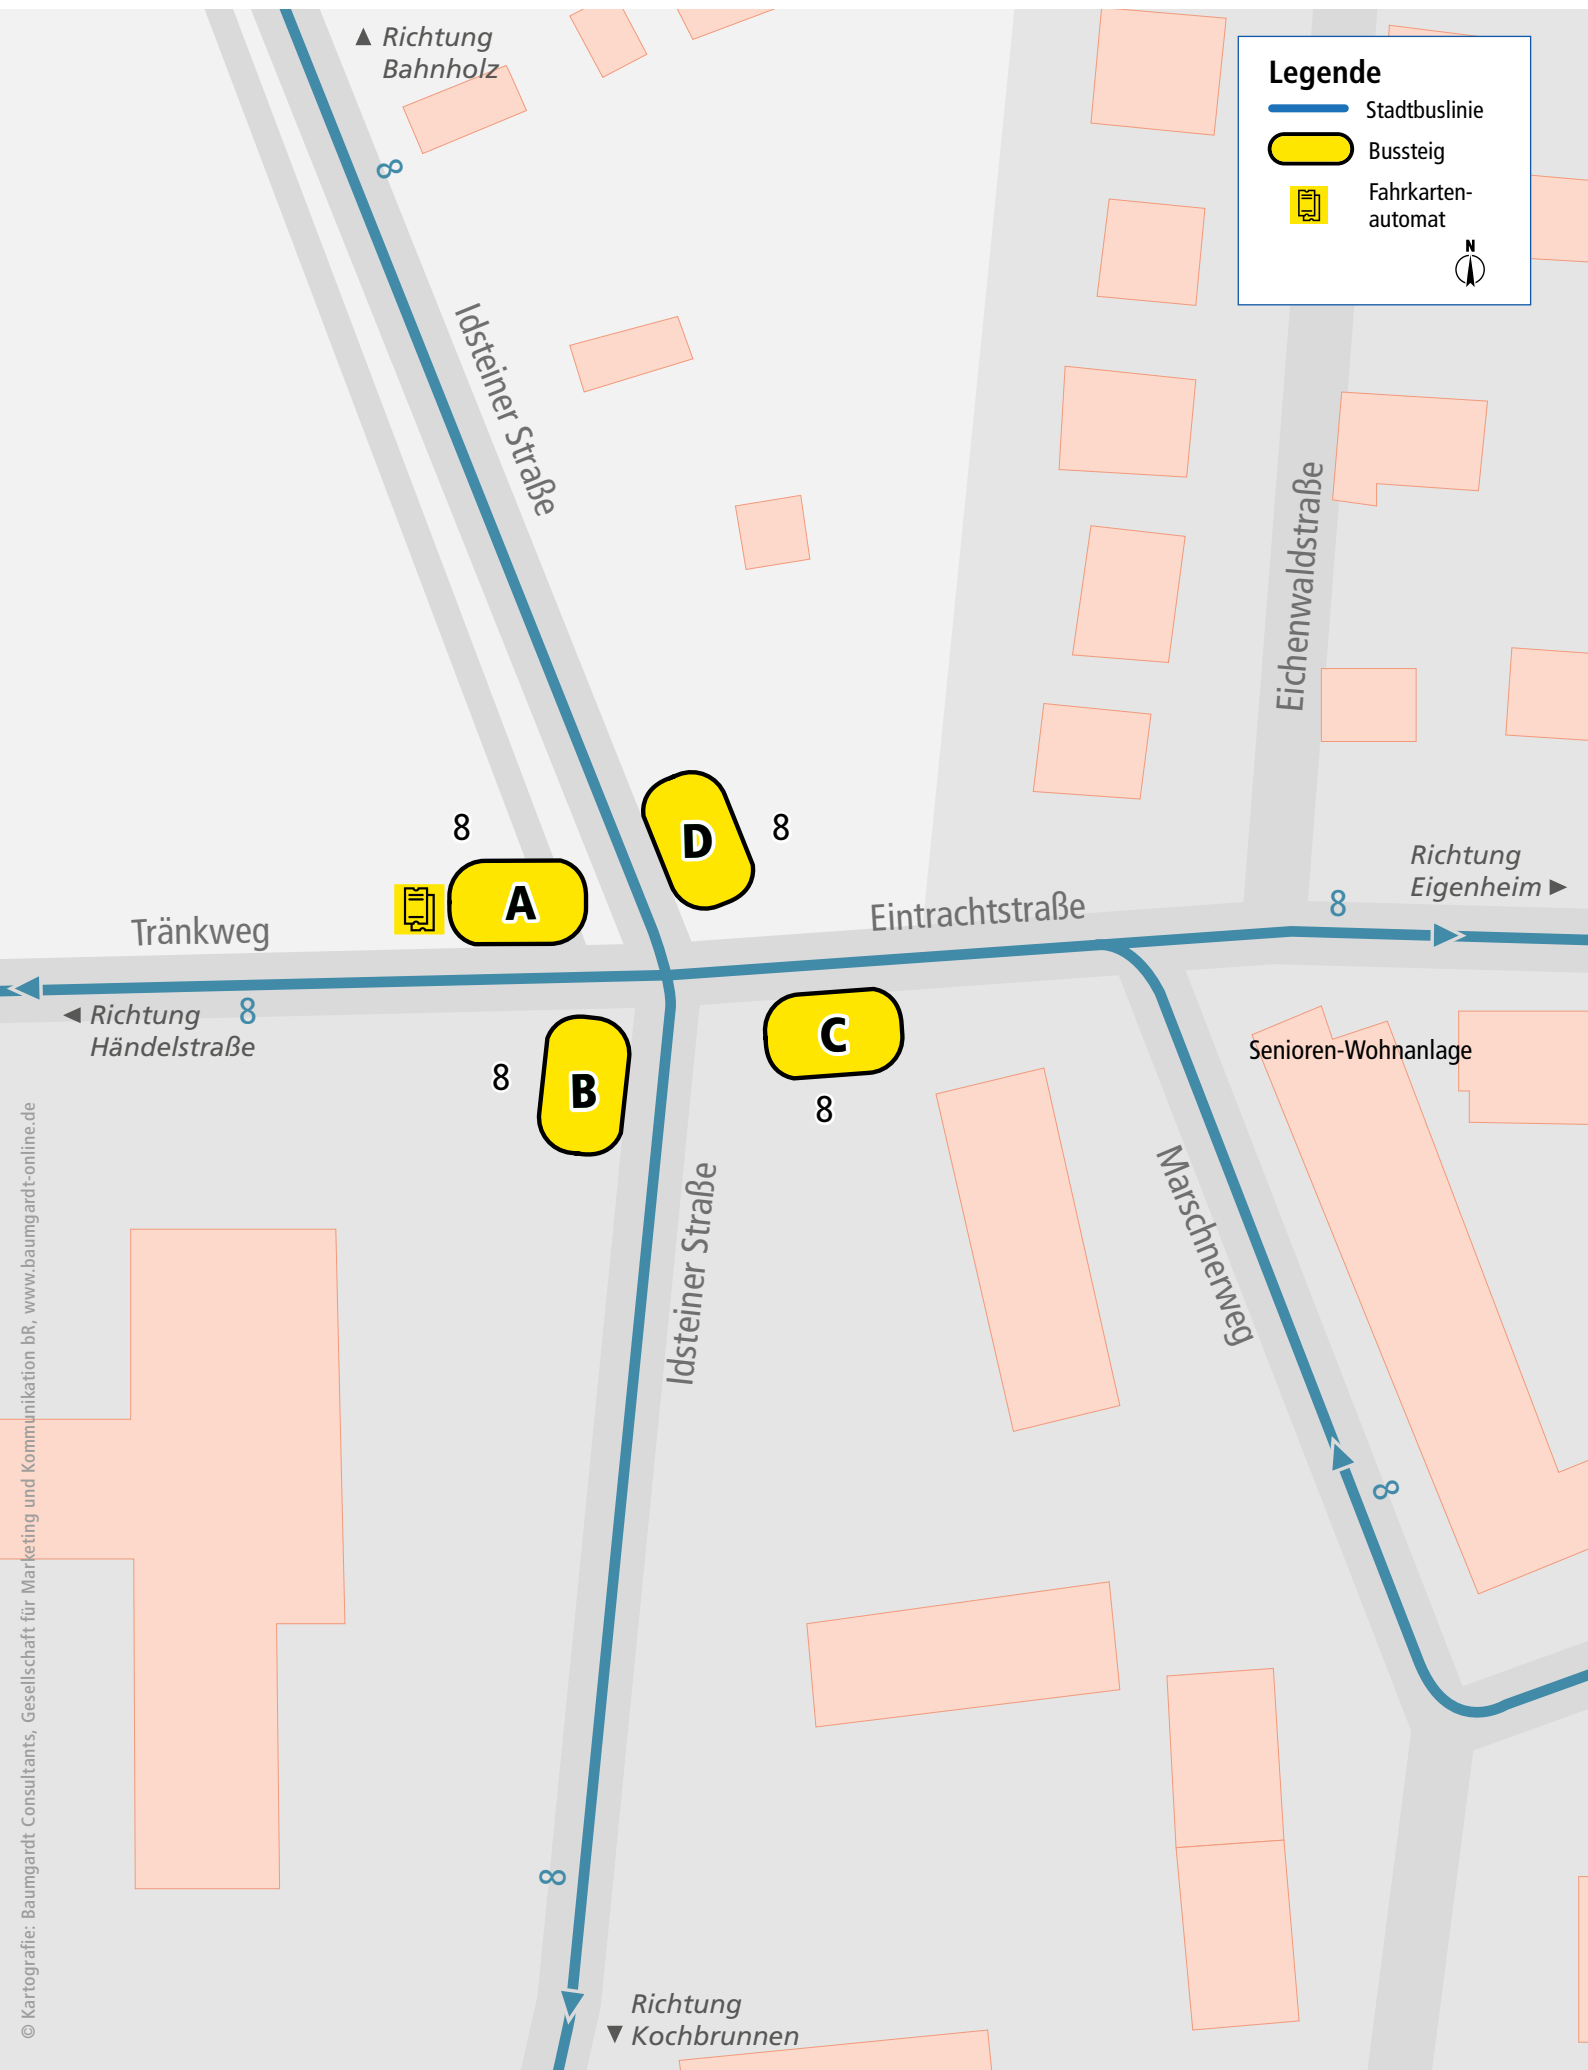 ▲ Richtung
Bahnholz
Legende
Stadtbuslinie
Bussteig
Fahrkarten-
automat
N
8
Idsteiner Straße
Eichenwaldstraße
8
D
8
A
Richtung
Eigenheim ►
8
Eintrachtstraße
Tränkweg
◄ Richtung
Händelstraße
8
C
8
B
8
Senioren-Wohnanlage
Idsteiner Straße
Marschnerweg
8
8
Richtung
▼ Kochbrunnen
© Kartografie: Baumgardt Consultants, Gesellschaft für Marketing und Kommunikation bR, www.baumgardt-online.de